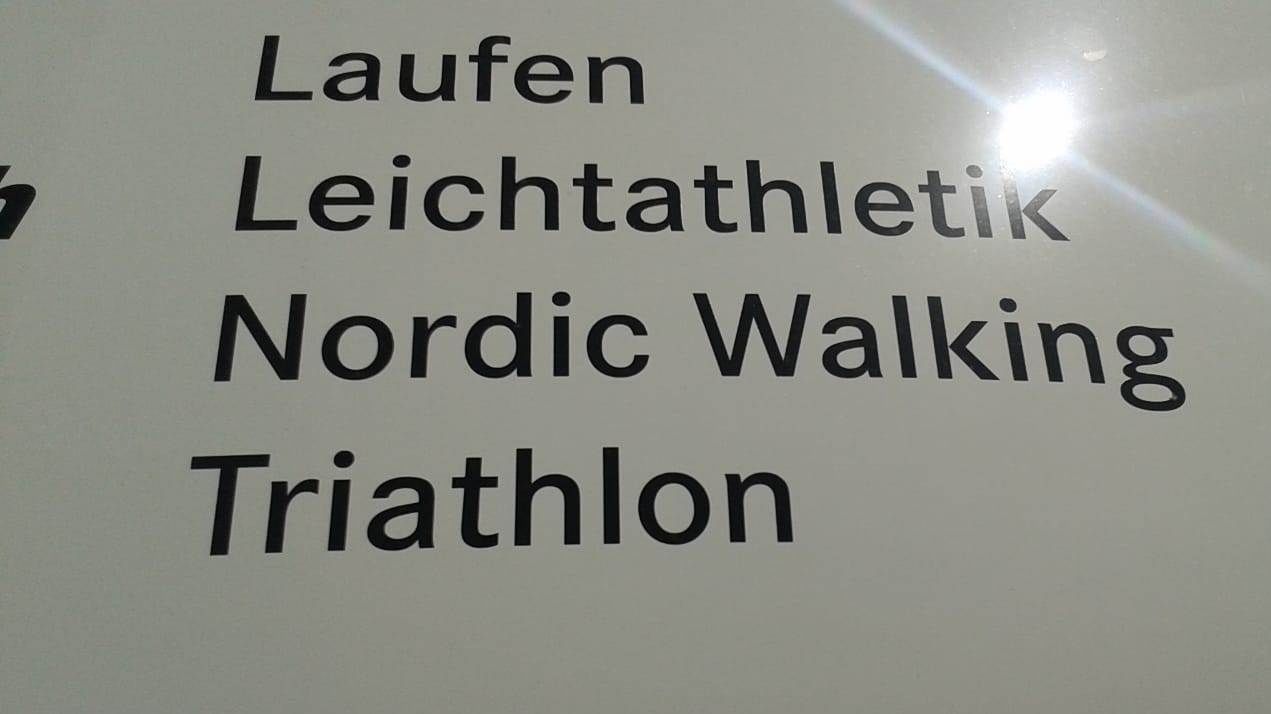 Laufen
Leichtathletik
Nordic Walking
Triathlon